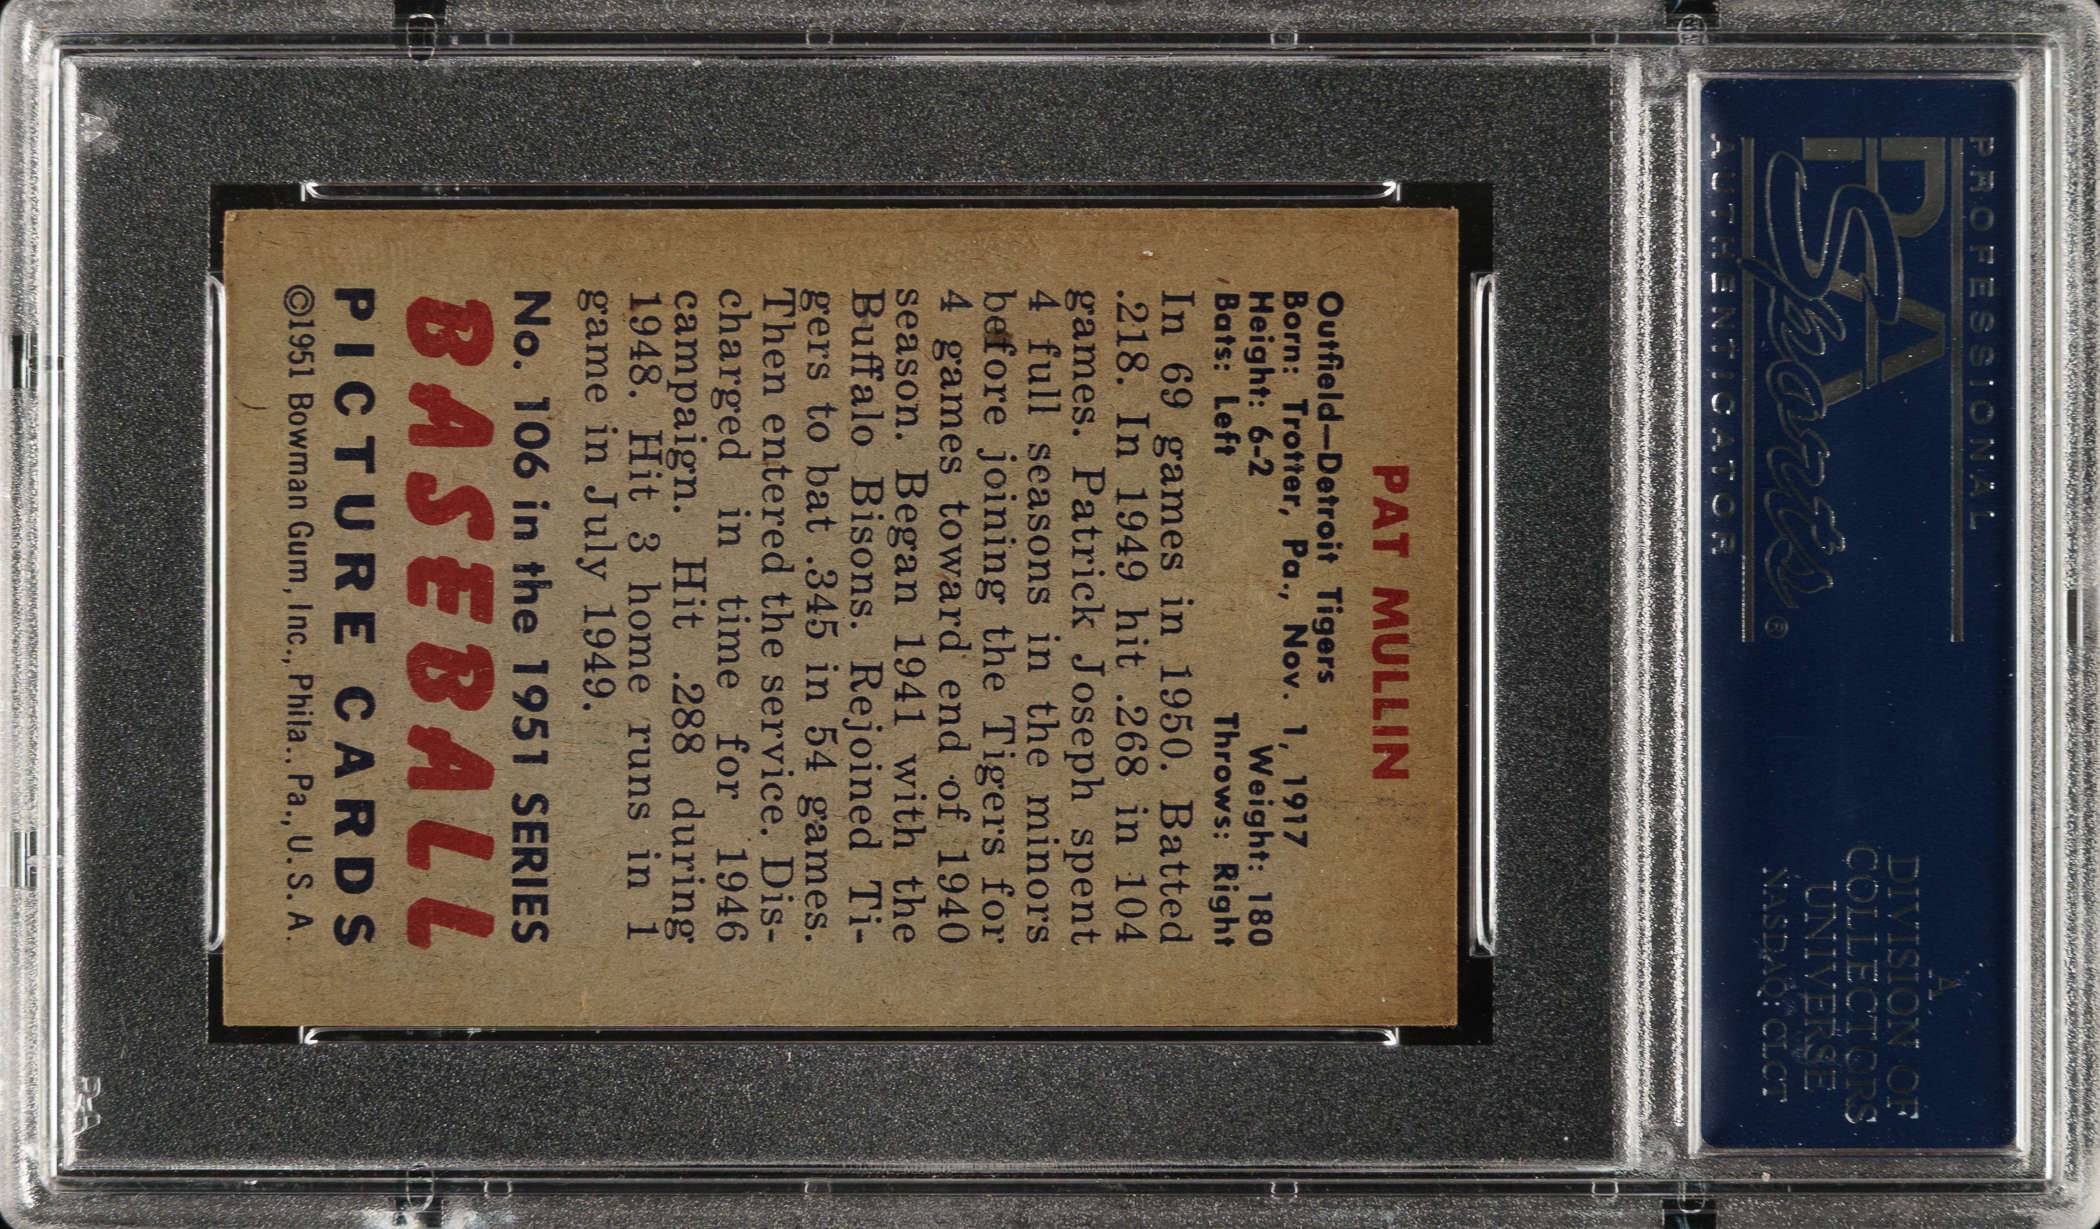 PROFESSIONAL
PSA
Sports®
AUTHENTICATOR
A
DIVISION OF
COLLECTORS
UNIVERSE
NASDAQ: CLCT
PAT MULLIN
Outfield—Detroit Tigers
Born: Trotter, Pa., Nov. 1, 1917
Height: 6-2 Weight: 180
Bats: Left Throws: Right
In 69 games in 1950. Batted
.218. In 1949 hit .268 in 104
games. Patrick Joseph spent
4 full seasons in the minors
before joining the Tigers for
4 games toward end of 1940
season. Began 1941 with the
Buffalo Bisons. Rejoined Ti-
gers to bat .345 in 54 games.
Then entered the service. Dis-
charged in time for 1946
campaign. Hit .288 during
1948. Hit 3 home runs in 1
game in July 1949.
No. 106 in the 1951 SERIES
BASEBALL
PICTURE CARDS
©1951 Bowman Gum, Inc., Phila., Pa., U. S. A.